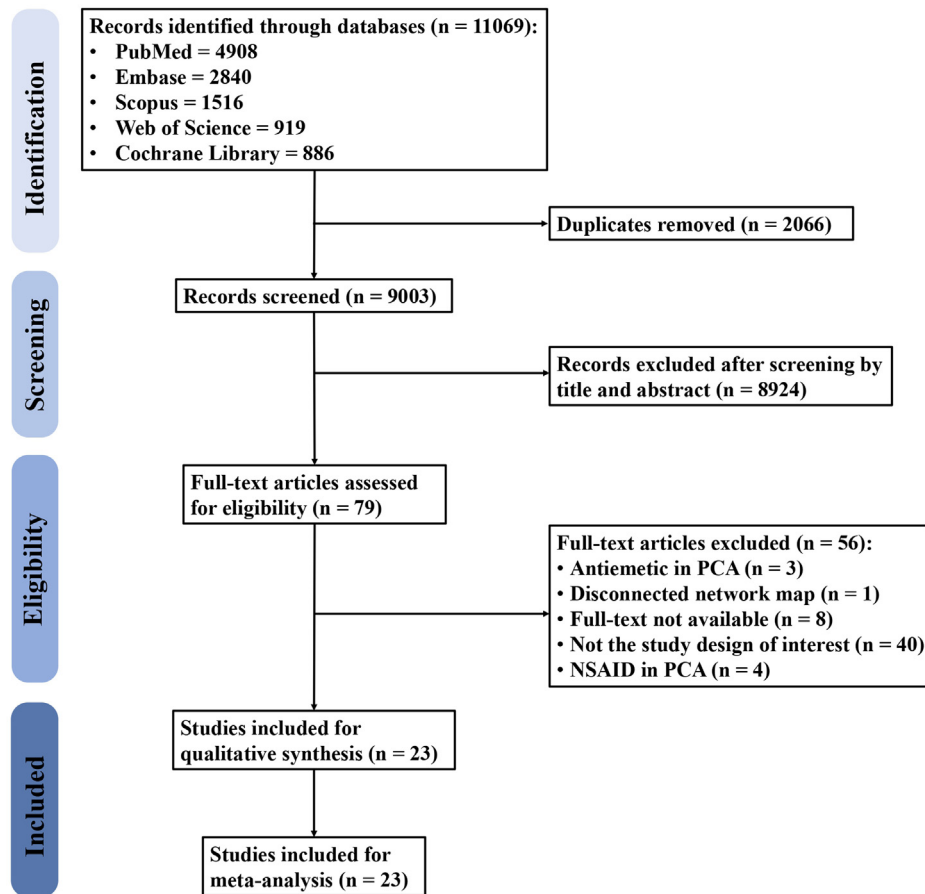 Identification
Records identified through databases (n = 11069):
• PubMed = 4908
• Embase = 2840
• Scopus = 1516
• Web of Science = 919
• Cochrane Library = 886
Duplicates removed (n = 2066)
Screening
Records screened (n = 9003)
Records excluded after screening by
title and abstract (n = 8924)
Eligibility
Full-text articles assessed
for eligibility (n = 79)
Full-text articles excluded (n = 56):
• Antiemetic in PCA (n = 3)
• Disconnected network map (n = 1)
• Full-text not available (n = 8)
• Not the study design of interest (n = 40)
• NSAID in PCA (n = 4)
Included
Studies included for
qualitative synthesis (n = 23)
Studies included for
meta-analysis (n = 23)